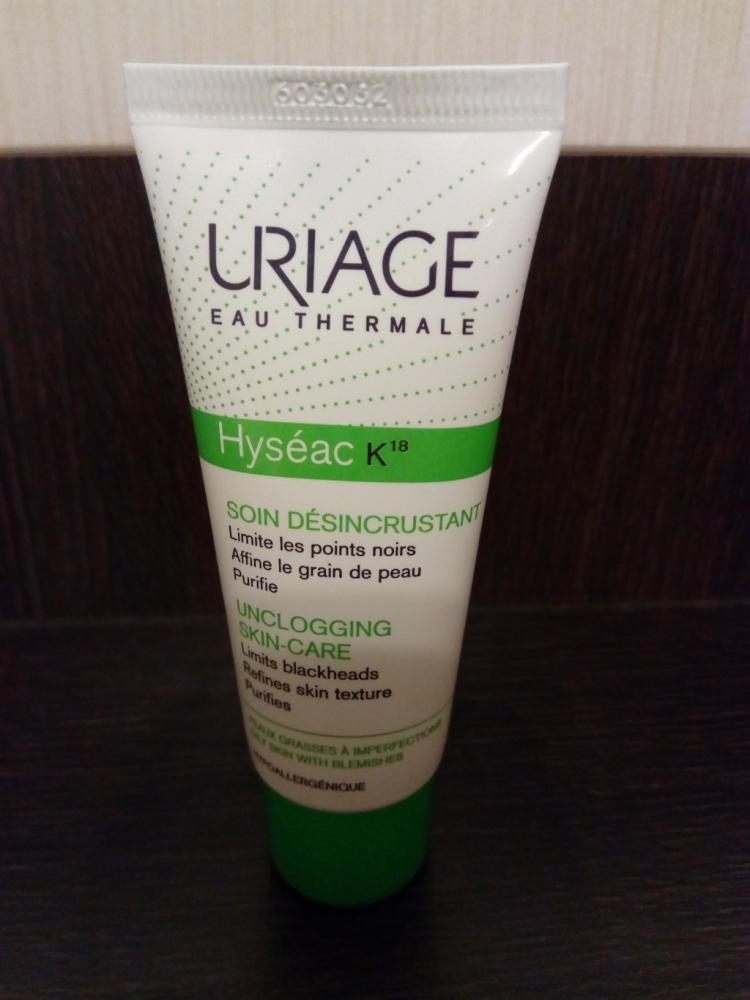 603032
URIAGE
EAU THERMALE
Hyséac K18
SOIN DÉSINCRUSTANT
Limite les points noirs
Affine le grain de peau
Purifie
UNCLOGGING
SKIN-CARE
Limits blackheads
Refines skin texture
Purifies
PEAUX GRASSES À IMPERFECTIONS
OILY SKIN WITH BLEMISHES
HYPOALLERGÉNIQUE